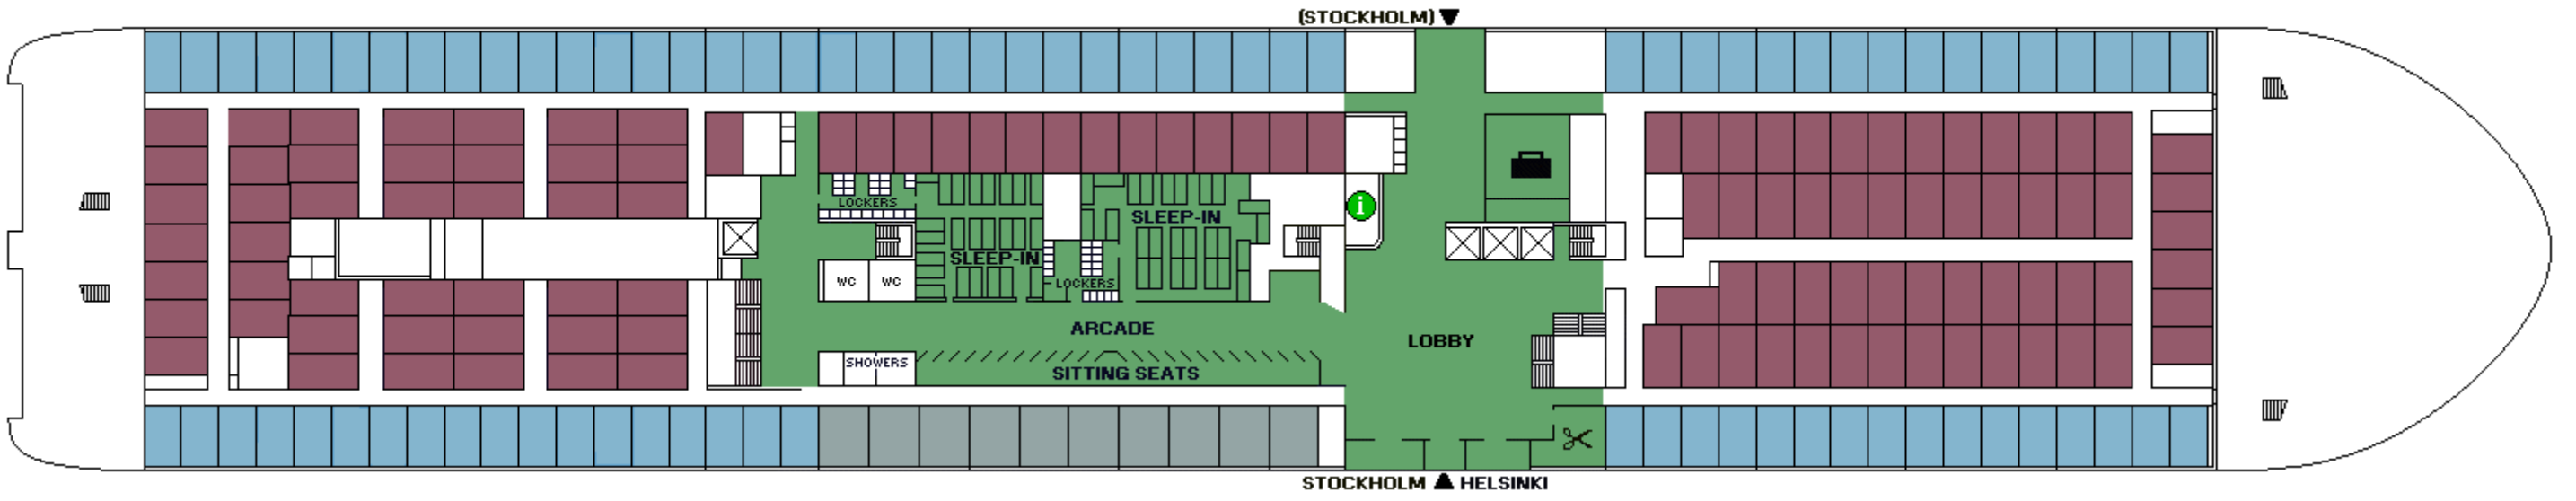 (STOCKHOLM)
LOCKERS
SLEEP-IN
SLEEP-IN
WC WC
LOCKERS
i
ARCADE
LOBBY
SHOWERS
SITTING SEATS
STOCKHOLM HELSINKI